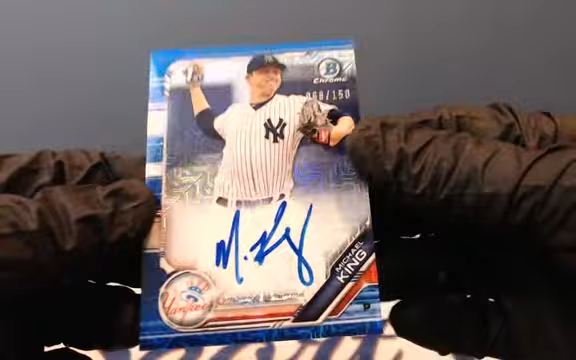 B
Chrome
068/150
NY
M. King
MICHAEL
KING
Yankees
P